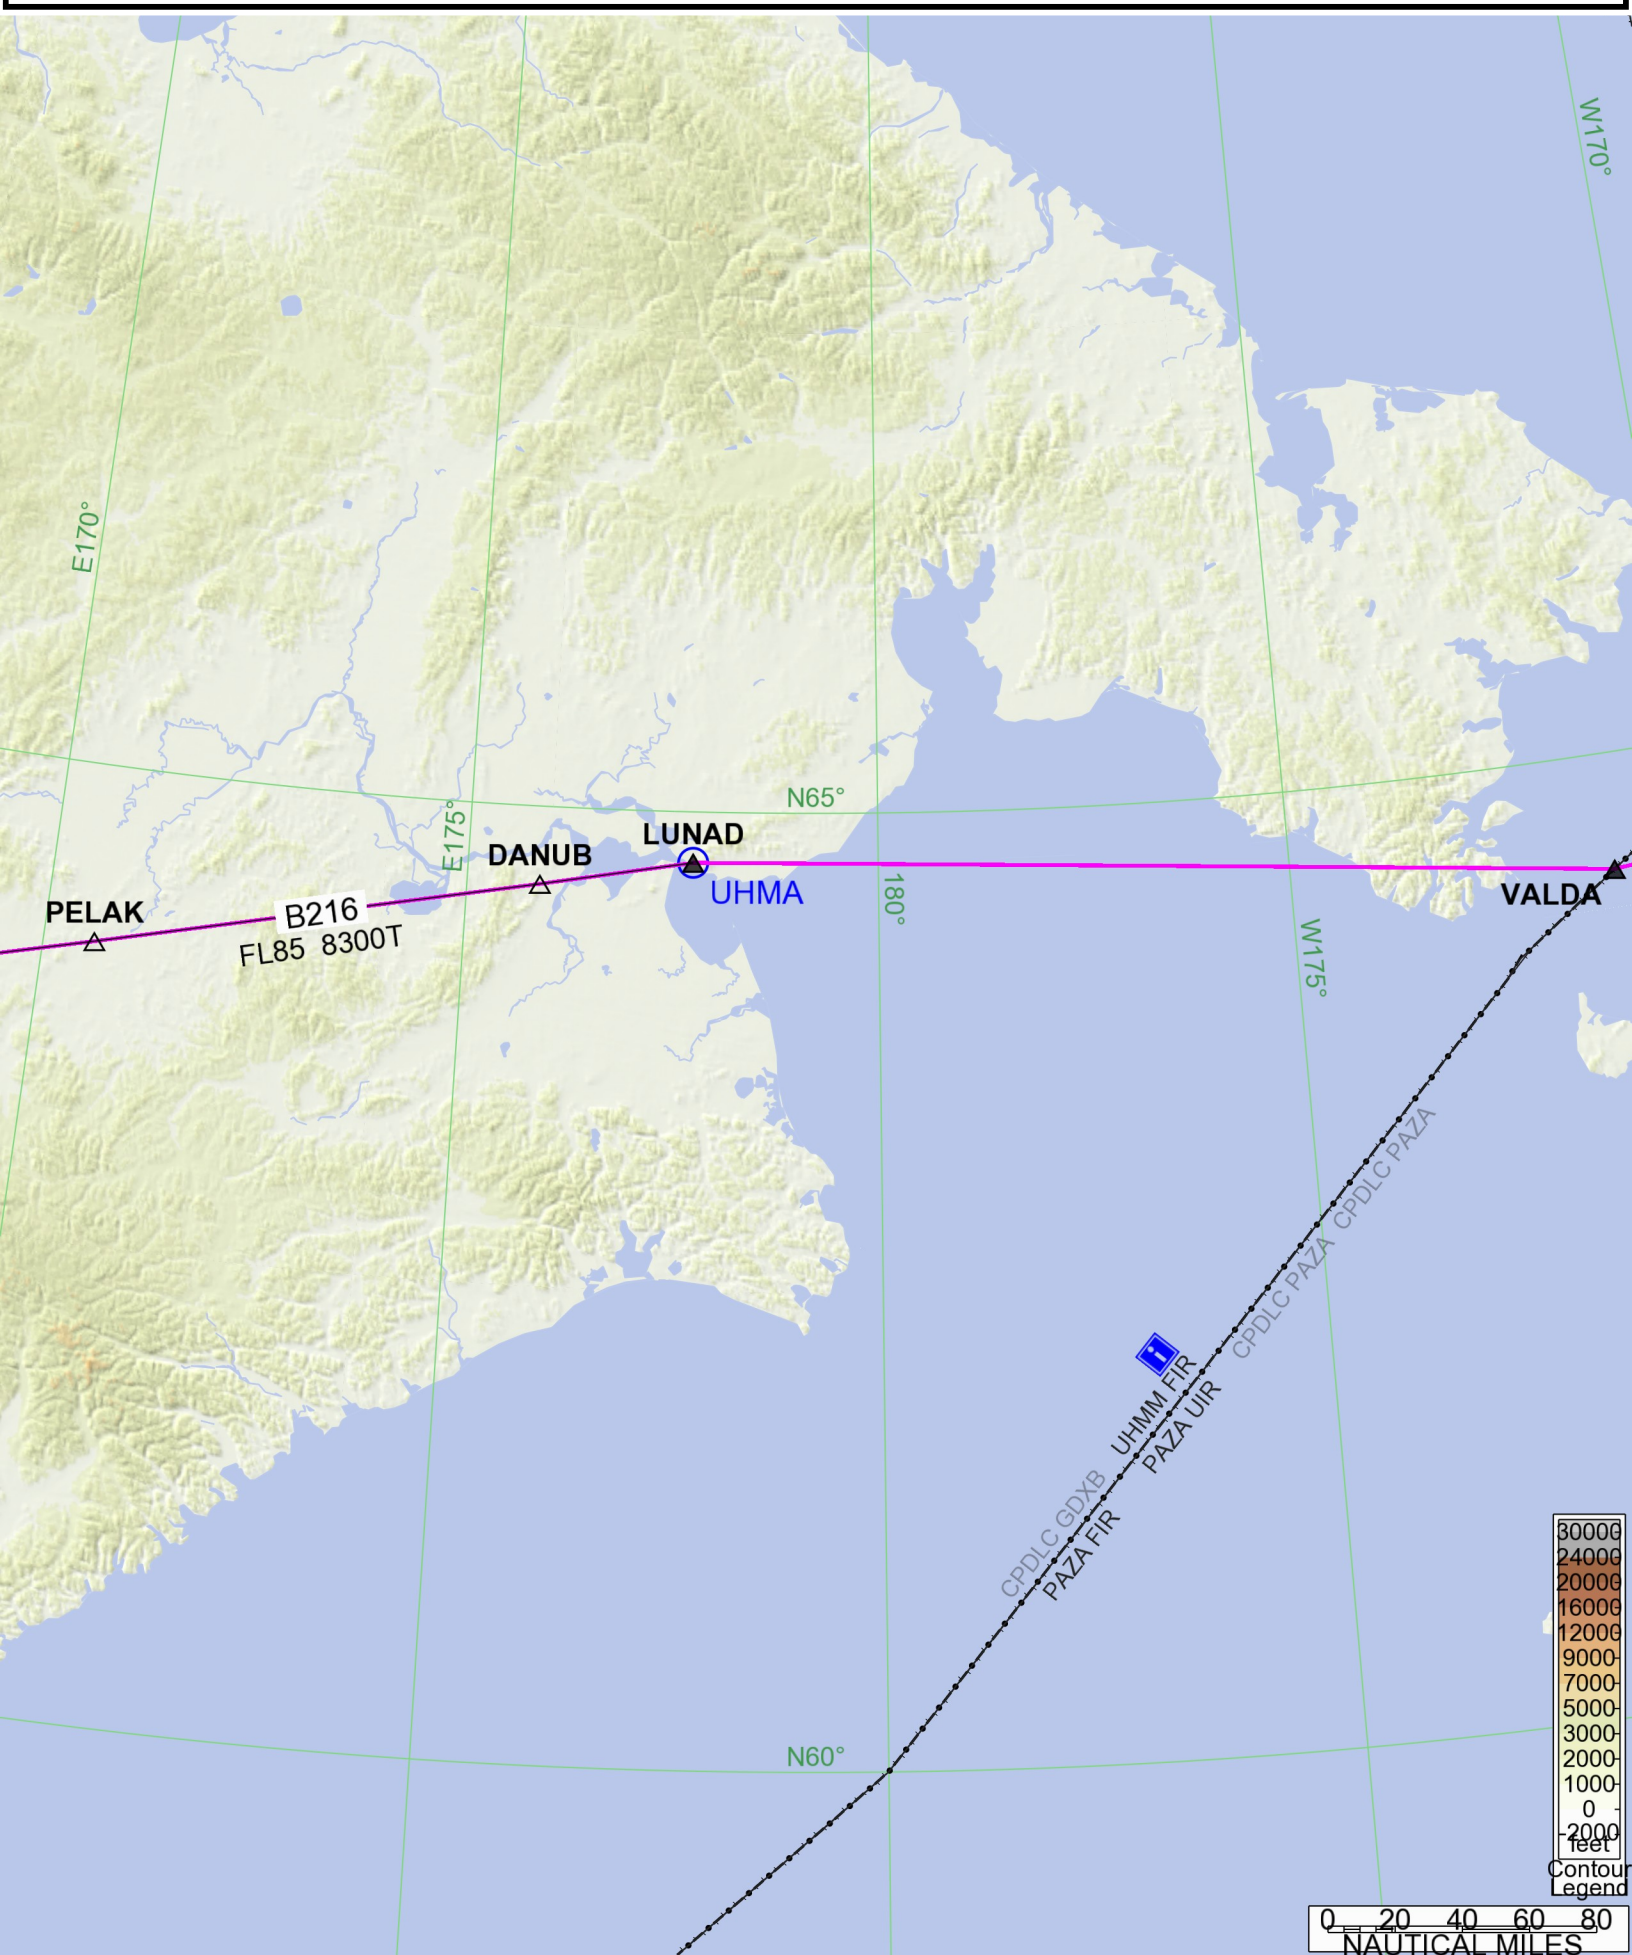 W170°
E170°
N65°
E175°
LUNAD
DANUB
UHMA
180°
VALDA
PELAK
B216
FL85 8300T
W175°
CPDLC PAZA
CPDLC PAZA
i
UHMM FIR
PAZA UIR
CPDLC GDXB
PAZA FIR
N60°
30000
24000
20000
16000
12000
9000
7000
5000
3000
2000
1000
0
-2000
feet
Contour
Legend
0 20 40 60 80
NAUTICAL MILES